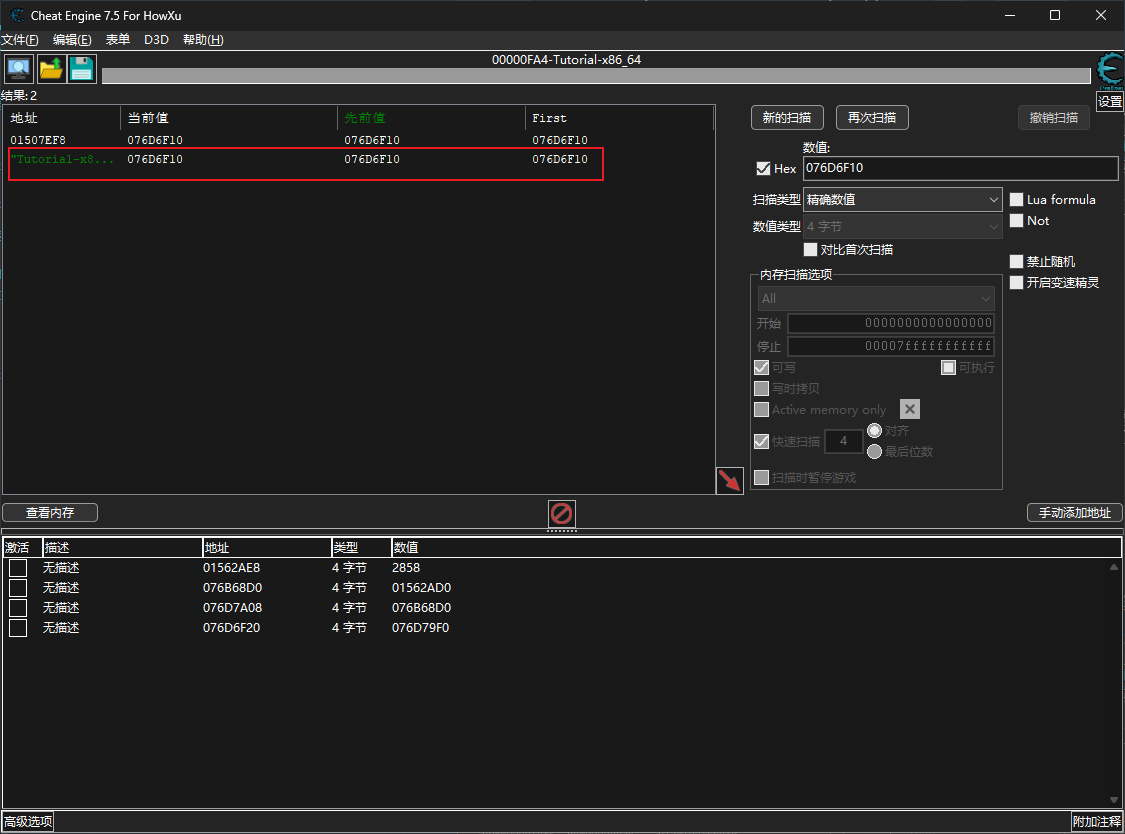 Cheat Engine 7.5 For HowXu
文件(F) 编辑(E) 表单 D3D 帮助(H)
00000FA4-Tutorial-x86_64
结果: 2
设置
地址 当前值 先前值 First
01507EF8 076D6F10 076D6F10 076D6F10
"Tutorial-x8... 076D6F10 076D6F10 076D6F10
新的扫描 再次扫描 撤销扫描
数值:
Hex 076D6F10
扫描类型 精确数值 Lua formula
数值类型 4 字节 Not
对比首次扫描
禁止随机
内存扫描选项
开启变速精灵
All
开始 0000000000000000
停止 00007fffffffffff
可写 可执行
写时拷贝
Active memory only
快速扫描 4 对齐
最后位数
扫描时暂停游戏
查看内存 手动添加地址
激活 描述 地址 类型 数值
无描述 01562AE8 4 字节 2858
无描述 076B68D0 4 字节 01562AD0
无描述 076D7A08 4 字节 076B68D0
无描述 076D6F20 4 字节 076D79F0
高级选项 附加注释